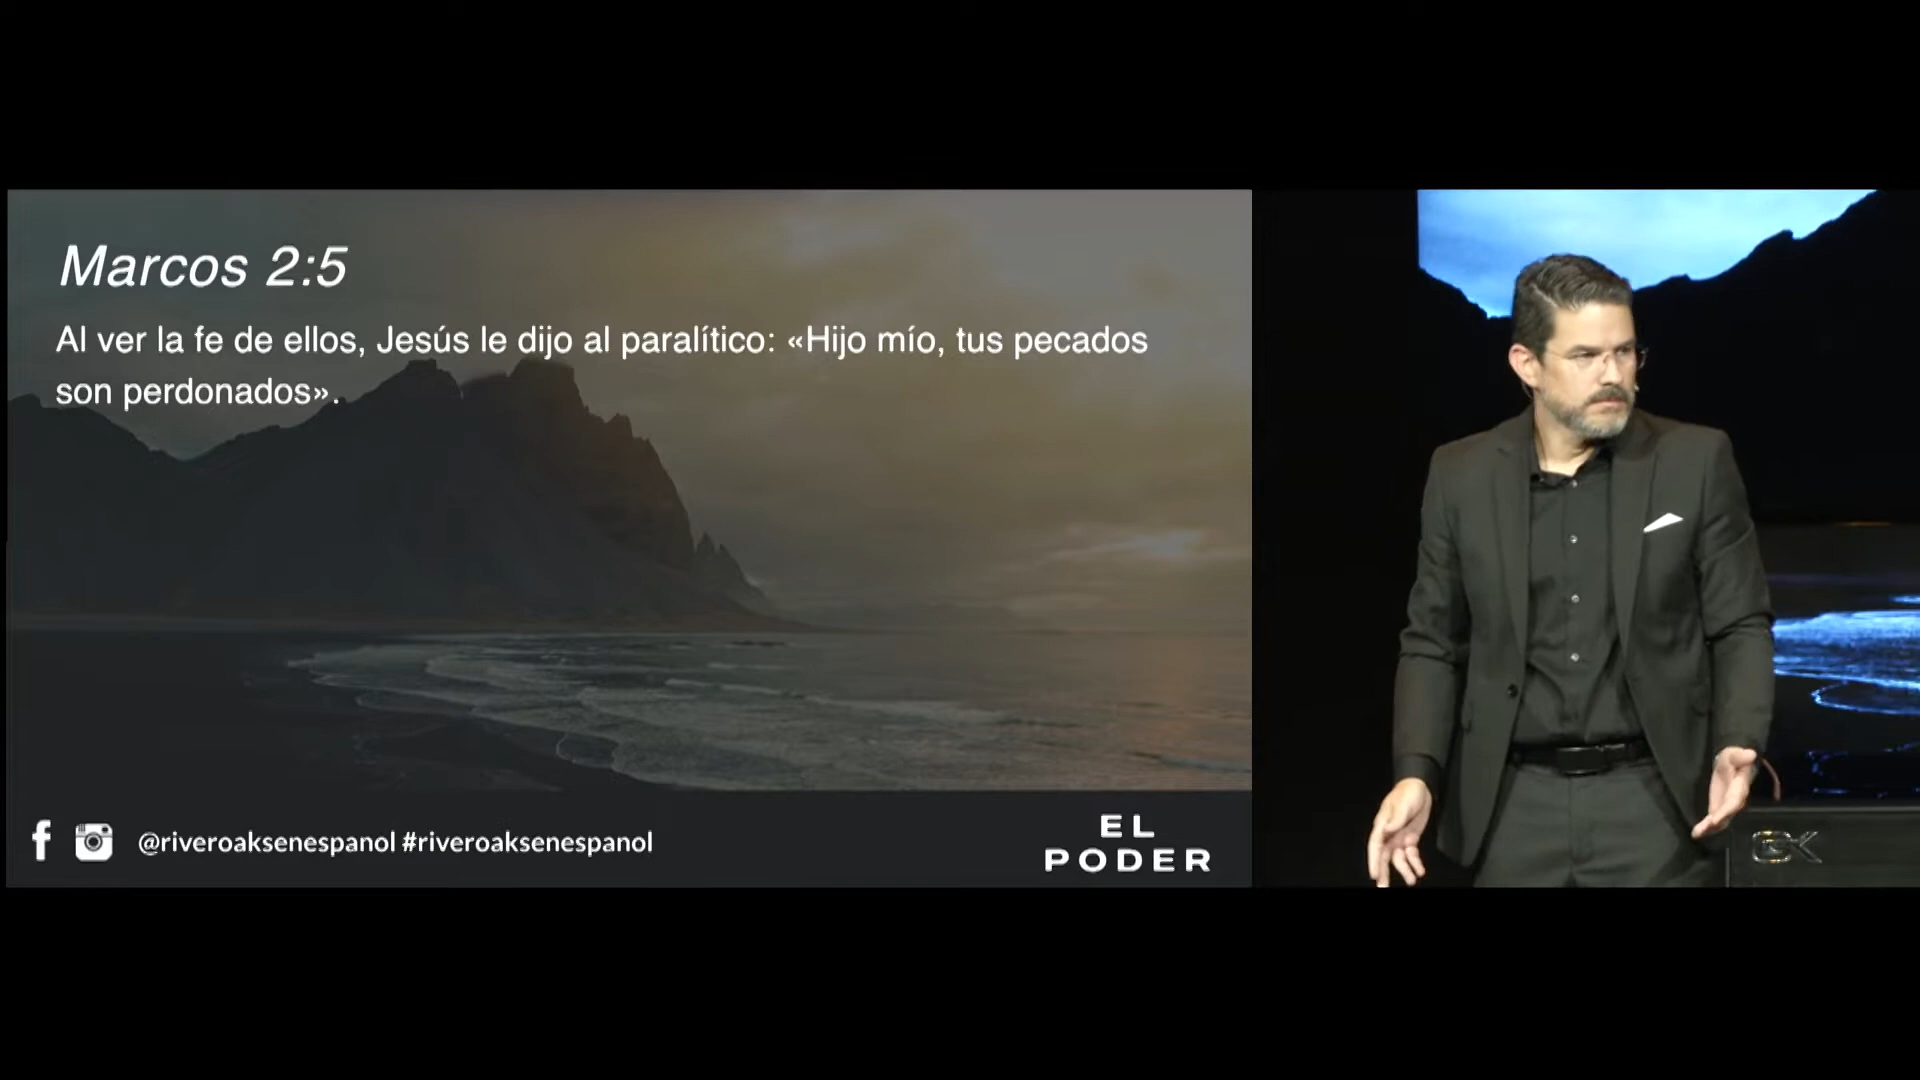 Marcos 2:5
Al ver la fe de ellos, Jesús le dijo al paralítico: «Hijo mío, tus pecados
son perdonados».
@riveroaksenespanol #riveroaksenespanol
EL
PODER